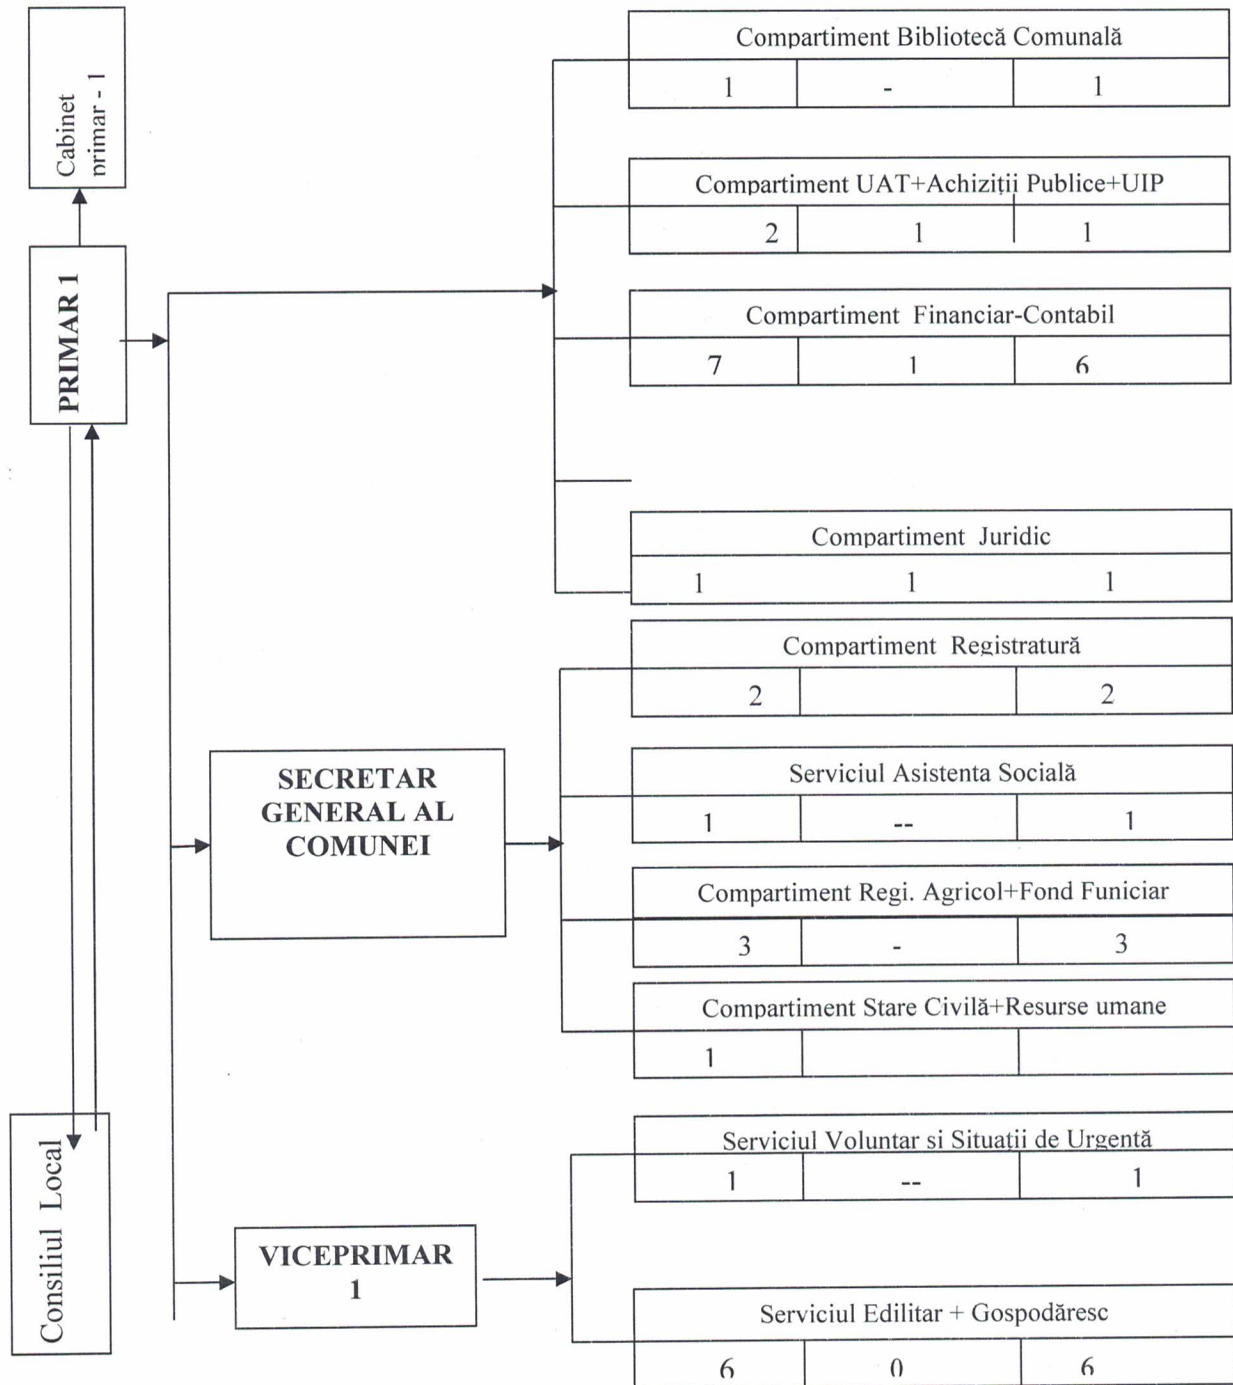 Cabinet
primar - 1
PRIMAR 1
Consiliul Local
Compartiment Bibliotecă Comunală
1 - 1
Compartiment UAT+Achiziții Publice+UIP
2 1 1
Compartiment Financiar-Contabil
7 1 6
Compartiment Juridic
1 1 1
SECRETAR
GENERAL AL
COMUNEI
Compartiment Registratură
2 2
Serviciul Asistenta Socială
1 -- 1
Compartiment Regi. Agricol+Fond Funiciar
3 - 3
Compartiment Stare Civilă+Resurse umane
1
VICEPRIMAR
1
Serviciul Voluntar si Situații de Urgentă
1 -- 1
Serviciul Edilitar + Gospodăresc
6 0 6